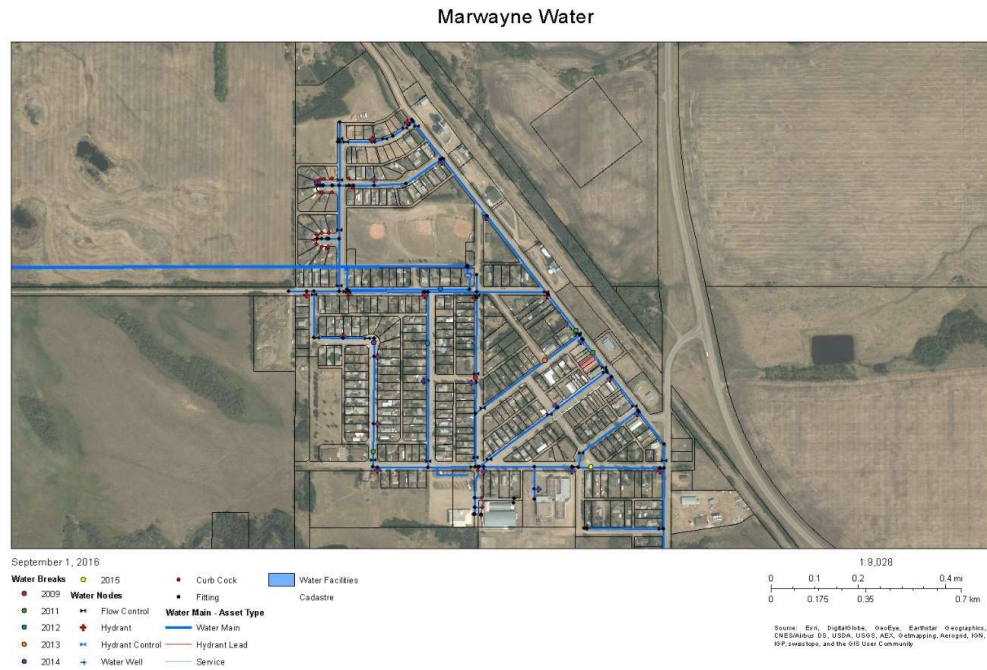 Marwayne Water
September 1, 2016
1:9,028
Water Breaks
2009
2011
2012
2013
2014
2015
Water Nodes
Flow Control
Hydrant
Hydrant Control
Water Well
Curb Cock
Fitting
Water Main - Asset Type
Water Main
Hydrant Lead
Service
Water Facilities
Cadastre
0 0.1 0.2 0.4 mi
0 0.175 0.35 0.7 km
Source: Esri, DigitalGlobe, GeoEye, Earthstar Geographics,
CNES/Airbus DS, USDA, USGS, AEX, Getmapping, Aerogrid, IGN,
IGP, swisstopo, and the GIS User Community